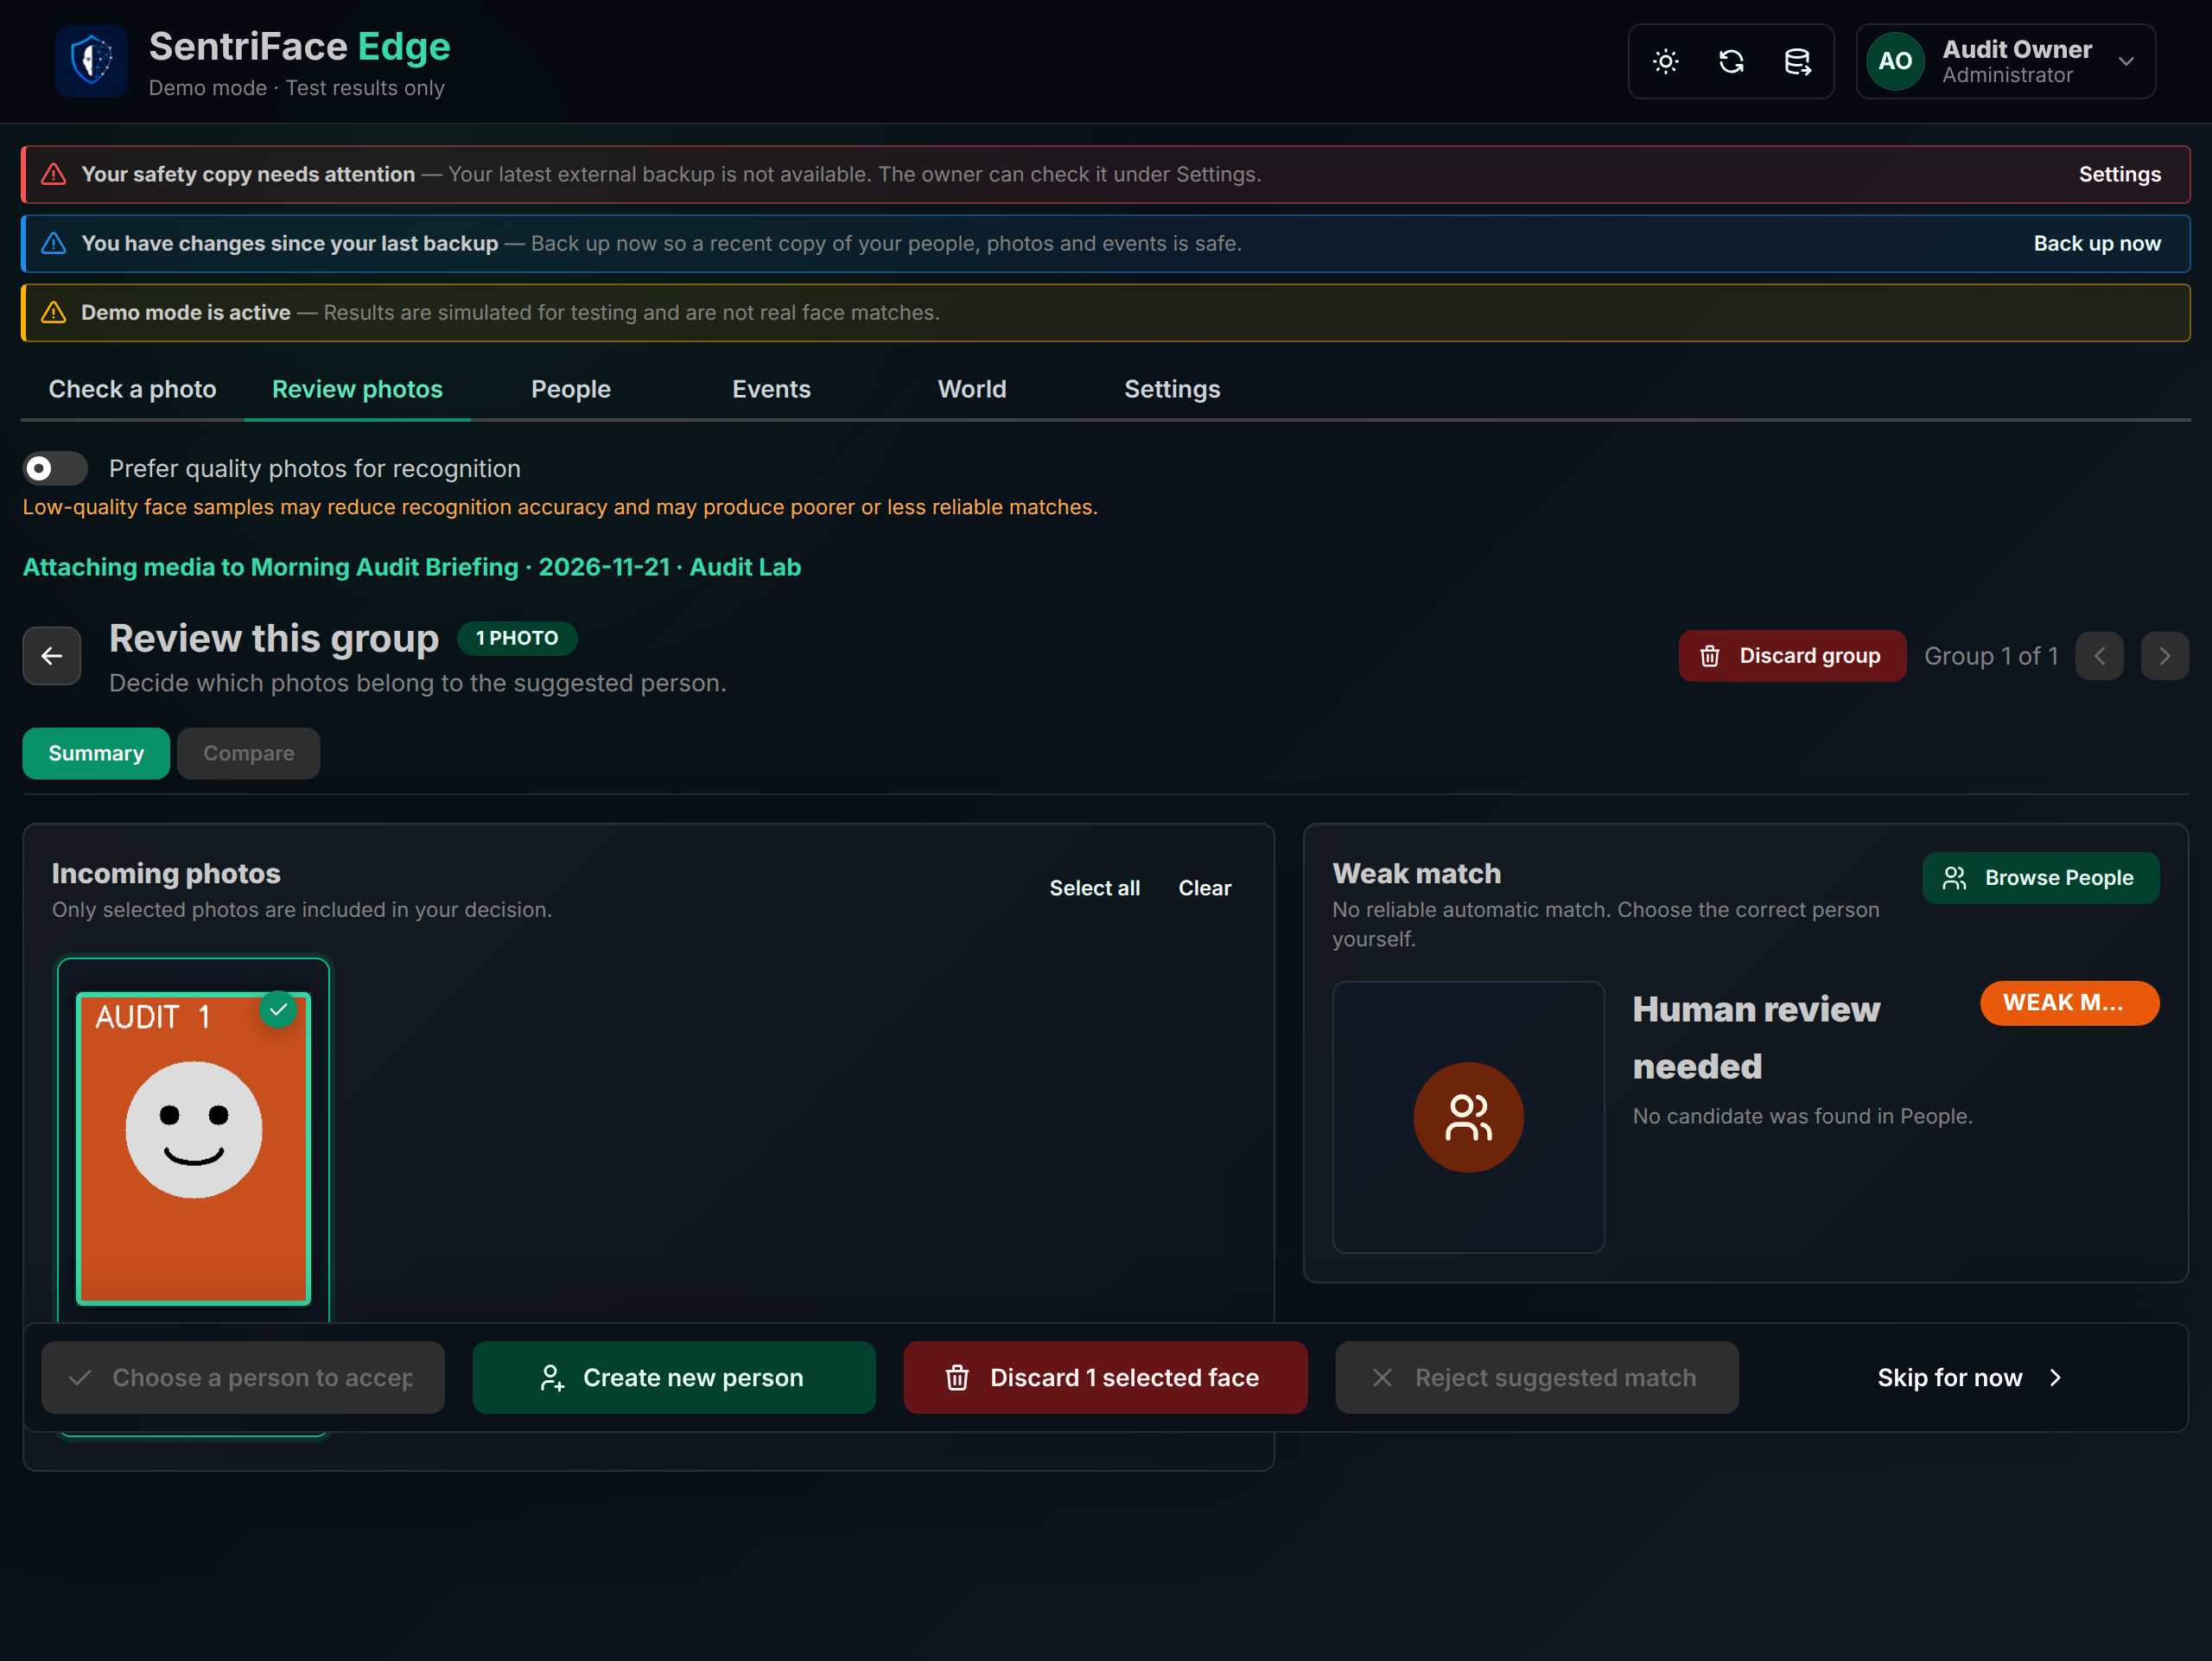 SentriFace Edge
Demo mode · Test results only
AO
Audit Owner
Administrator
Your safety copy needs attention — Your latest external backup is not available. The owner can check it under Settings.
Settings
You have changes since your last backup — Back up now so a recent copy of your people, photos and events is safe.
Back up now
Demo mode is active — Results are simulated for testing and are not real face matches.
Check a photo
Review photos
People
Events
World
Settings
Prefer quality photos for recognition
Low-quality face samples may reduce recognition accuracy and may produce poorer or less reliable matches.
Attaching media to Morning Audit Briefing · 2026-11-21 · Audit Lab
Review this group
1 PHOTO
Decide which photos belong to the suggested person.
Discard group
Group 1 of 1
Summary
Compare
Incoming photos
Only selected photos are included in your decision.
Select all
Clear
AUDIT 1
Weak match
No reliable automatic match. Choose the correct person
yourself.
Browse People
Human review
needed
WEAK M...
No candidate was found in People.
Choose a person to accep
Create new person
Discard 1 selected face
Reject suggested match
Skip for now